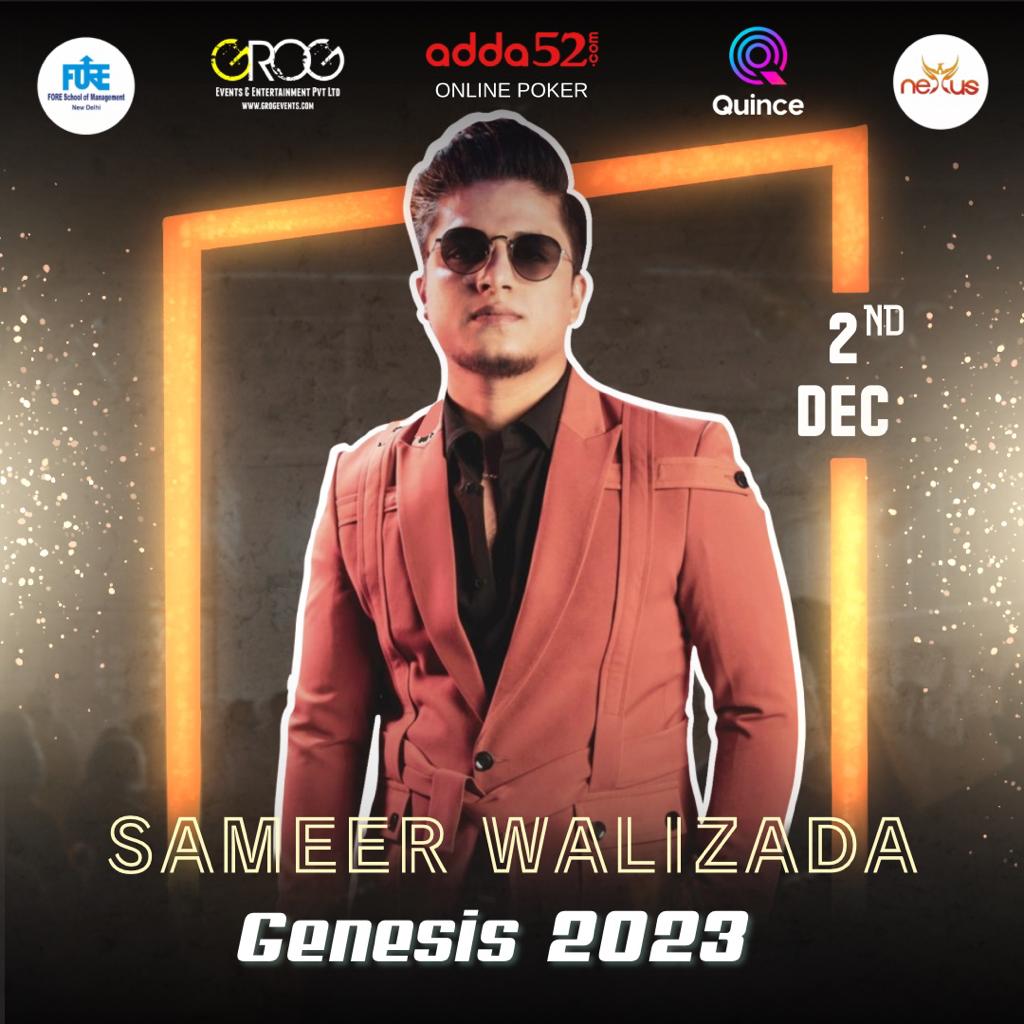 FORE
FORE School of Management
New Delhi
GROG
EVENTS & ENTERTAINMENT PVT LTD
WWW.GROGEVENTS.COM
adda52.com
ONLINE POKER
Quince
nexus
2ND
DEC
SAMEER WALIZADA
Genesis 2023